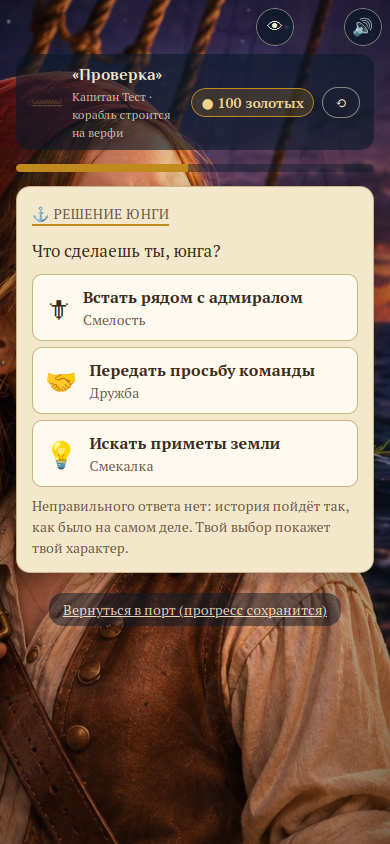 «Проверка»
Капитан Тест ·
корабль строится
на верфи
100 золотых
РЕШЕНИЕ ЮНГИ
Что сделаешь ты, юнга?
Встать рядом с адмиралом
Смелость
Передать просьбу команды
Дружба
Искать приметы земли
Смекалка
Неправильного ответа нет: история пойдёт так,
как было на самом деле. Твой выбор покажет
твой характер.
Вернуться в порт (прогресс сохранится)